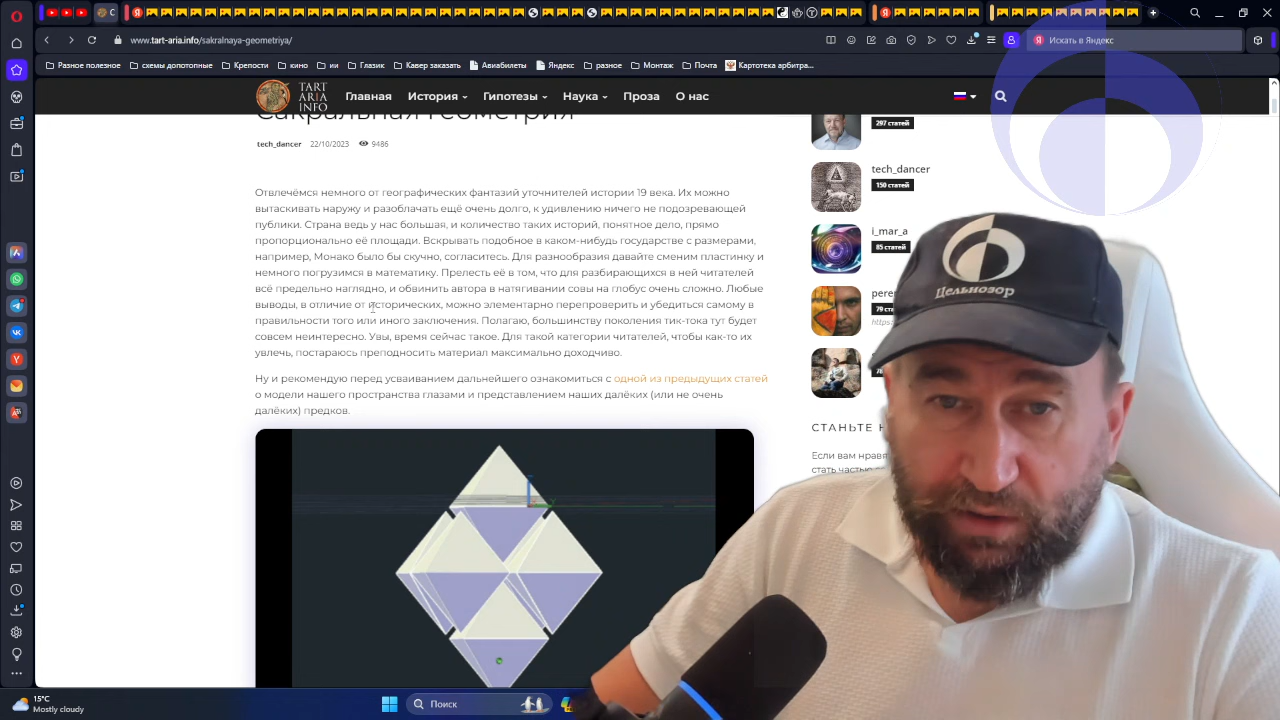 www.tart-aria.info/sakralnaya-geometriya/
Искать в Яндекс
Разное полезное
схемы допотопные
Крепости
кино
ии
Глазик
Кавер заказать
Авиабилеты
Яндекс
разное
Монтаж
Почта
Картотека арбитраж...
TART
ARIA
INFO
Главная
История
Гипотезы
Наука
Проза
О нас
Сакральная геометрия
tech_dancer
22/10/2023
9486
Отвлечёмся немного от географических фантазий уточнителей истории 19 века. Их можно
вытаскивать наружу и разоблачать ещё очень долго, к удивлению ничего не подозревающей
публики. Страна ведь у нас большая, и количество таких историй, понятное дело, прямо
пропорционально её площади. Вскрывать подобное в каком-нибудь государстве с размерами,
например, Монако было бы скучно, согласитесь. Для разнообразия давайте сменим пластинку и
немного погрузимся в математику. Прелесть её в том, что для разбирающихся в ней читателей
всё предельно наглядно, и обвинить автора в натягивании совы на глобус очень сложно. Любые
выводы, в отличие от исторических, можно элементарно перепроверить и убедиться самому в
правильности того или иного заключения. Полагаю, большинству поколения тик-тока тут будет
совсем неинтересно. Увы, время сейчас такое. Для такой категории читателей, чтобы как-то их
увлечь, постараюсь преподносить материал максимально доходчиво.
Ну и рекомендую перед усваиванием дальнейшего ознакомиться с одной из предыдущих статей
о модели нашего пространства глазами и представлением наших далёких (или не очень
далёких) предков.
297 статей
tech_dancer
150 статей
i_mar_a
85 статей
79 ста
СТАНЬТЕ
Если вам нравя
стать частью
Цельнозор
15°C
Mostly cloudy
Поиск